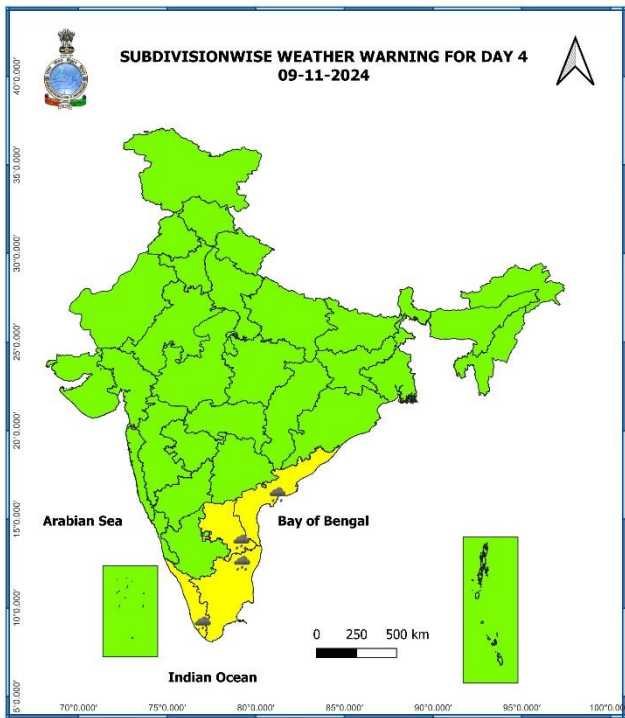 SUBDIVISIONWISE WEATHER WARNING FOR DAY 4
09-11-2024
40°0.000'
35°0.000'
30°0.000'
25°0.000'
20°0.000'
15°0.000'
10°0.000'
5°0.000'
Arabian Sea
Bay of Bengal
0 250 500 km
Indian Ocean
70°0.000' 75°0.000' 80°0.000' 85°0.000' 90°0.000' 95°0.000' 100°0.00